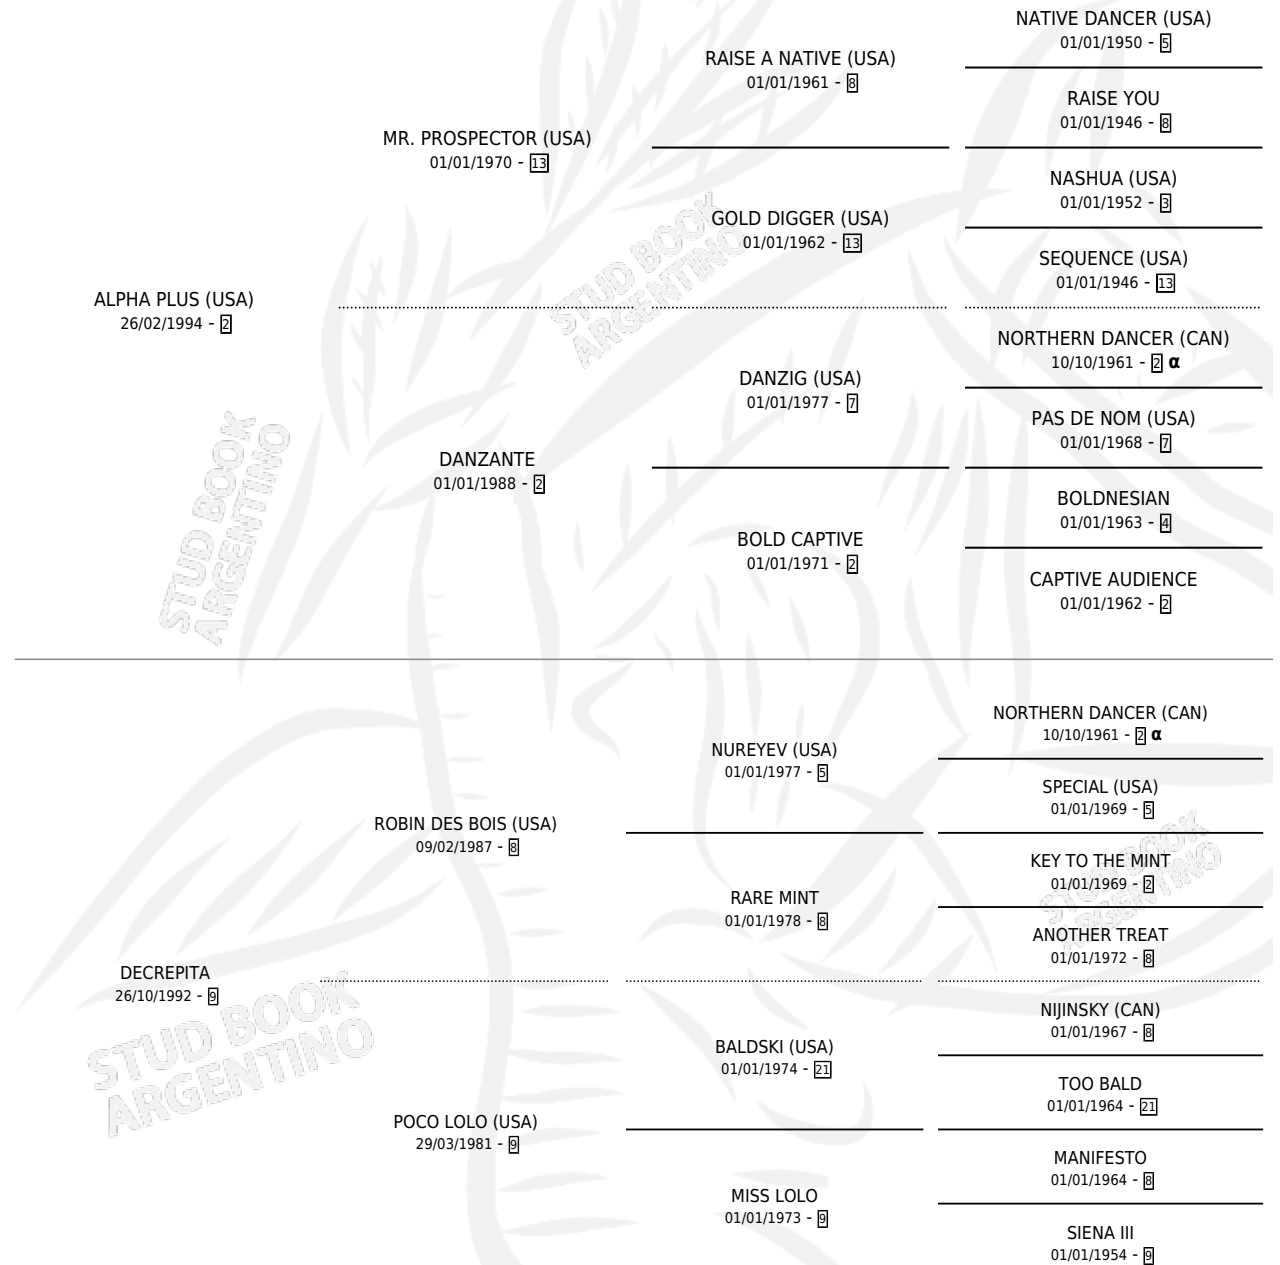 NATIVE DANCER (USA)
01/01/1950 - 5
RAISE A NATIVE (USA)
01/01/1961 - 8
RAISE YOU
01/01/1946 - 8
MR. PROSPECTOR (USA)
01/01/1970 - 13
NASHUA (USA)
01/01/1952 - 3
GOLD DIGGER (USA)
01/01/1962 - 13
SEQUENCE (USA)
01/01/1946 - 13
ALPHA PLUS (USA)
26/02/1994 - 2
NORTHERN DANCER (CAN)
10/10/1961 - 2 α
DANZIG (USA)
01/01/1977 - 7
PAS DE NOM (USA)
01/01/1968 - 7
DANZANTE
01/01/1988 - 2
BOLDNESIAN
01/01/1963 - 4
BOLD CAPTIVE
01/01/1971 - 2
CAPTIVE AUDIENCE
01/01/1962 - 2
STUD BOOK
ARGENTINO
STUD BOOK
ARGENTINO
NORTHERN DANCER (CAN)
10/10/1961 - 2 α
NUREYEV (USA)
01/01/1977 - 5
SPECIAL (USA)
01/01/1969 - 5
ROBIN DES BOIS (USA)
09/02/1987 - 8
KEY TO THE MINT
01/01/1969 - 2
RARE MINT
01/01/1978 - 8
ANOTHER TREAT
01/01/1972 - 8
DECREPITA
26/10/1992 - 9
NIJINSKY (CAN)
01/01/1967 - 8
BALDSKI (USA)
01/01/1974 - 21
TOO BALD
01/01/1964 - 21
POCO LOLO (USA)
29/03/1981 - 9
MANIFESTO
01/01/1964 - 8
MISS LOLO
01/01/1973 - 9
SIENA III
01/01/1954 - 9
STUD BOOK
ARGENTINO
STUD BOOK
ARGENTINO